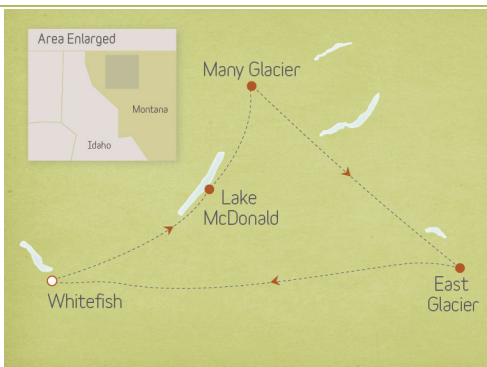 Area Enlarged
Montana
Idaho
Many Glacier
Lake
McDonald
Whitefish
East
Glacier